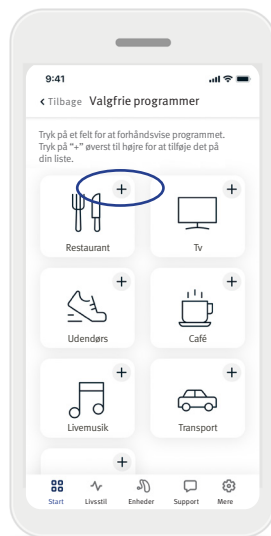 9:41
Tilbage Valgfrie programmer
Tryk på et felt for at forhåndsvise programmet.
Tryk på "+" øverst til højre for at tilføje det på
din liste.
+ +
Restaurant Tv
+ +
Udendørs Café
+ +
Livemusik Transport
+
Start Livsstil Enheder Support Mere